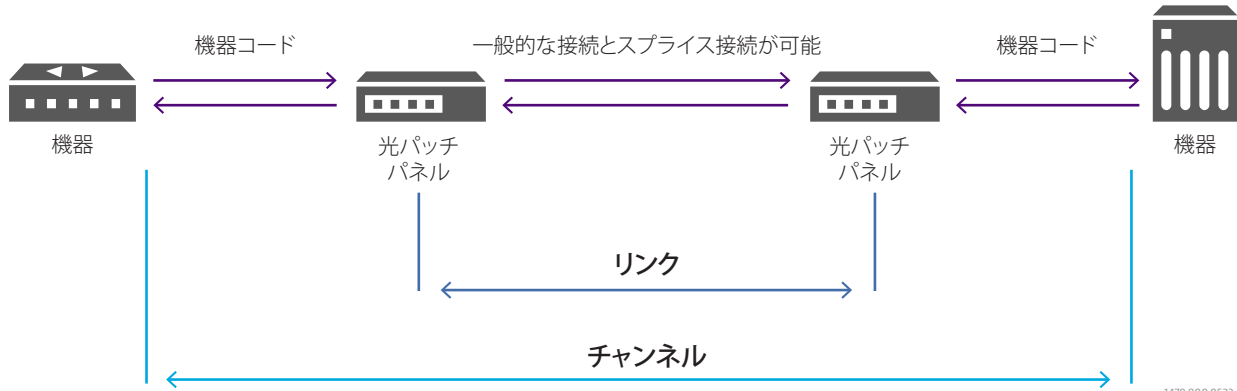 機器コード
一般的な接続とスプライス接続が可能
機器コード
機器
光パッチ
パネル
光パッチ
パネル
機器
リンク
チャンネル